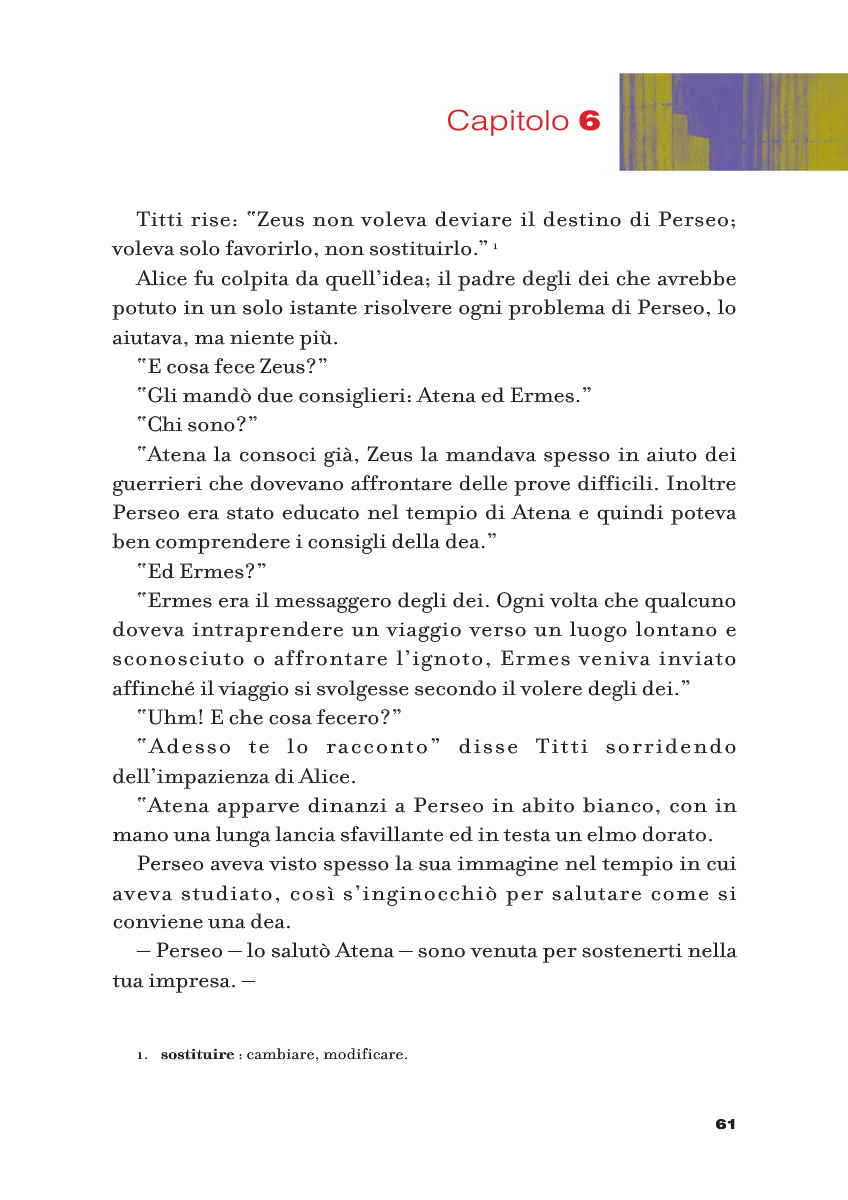 Capitolo 6
Titti rise: "Zeus non voleva deviare il destino di Perseo;
voleva solo favorirlo, non sostituirlo." 1
Alice fu colpita da quell'idea; il padre degli dei che avrebbe
potuto in un solo istante risolvere ogni problema di Perseo, lo
aiutava, ma niente più.
"E cosa fece Zeus?"
"Gli mandò due consiglieri: Atena ed Ermes."
"Chi sono?"
"Atena la consoci già, Zeus la mandava spesso in aiuto dei
guerrieri che dovevano affrontare delle prove difficili. Inoltre
Perseo era stato educato nel tempio di Atena e quindi poteva
ben comprendere i consigli della dea."
"Ed Ermes?"
"Ermes era il messaggero degli dei. Ogni volta che qualcuno
doveva intraprendere un viaggio verso un luogo lontano e
sconosciuto o affrontare l'ignoto, Ermes veniva inviato
affinché il viaggio si svolgesse secondo il volere degli dei."
"Uhm! E che cosa fecero?"
"Adesso te lo racconto" disse Titti sorridendo
dell'impazienza di Alice.
"Atena apparve dinanzi a Perseo in abito bianco, con in
mano una lunga lancia sfavillante ed in testa un elmo dorato.
Perseo aveva visto spesso la sua immagine nel tempio in cui
aveva studiato, così s'inginocchiò per salutare come si
conviene una dea.
– Perseo – lo salutò Atena – sono venuta per sostenerti nella
tua impresa. –
1. sostituire : cambiare, modificare.
61